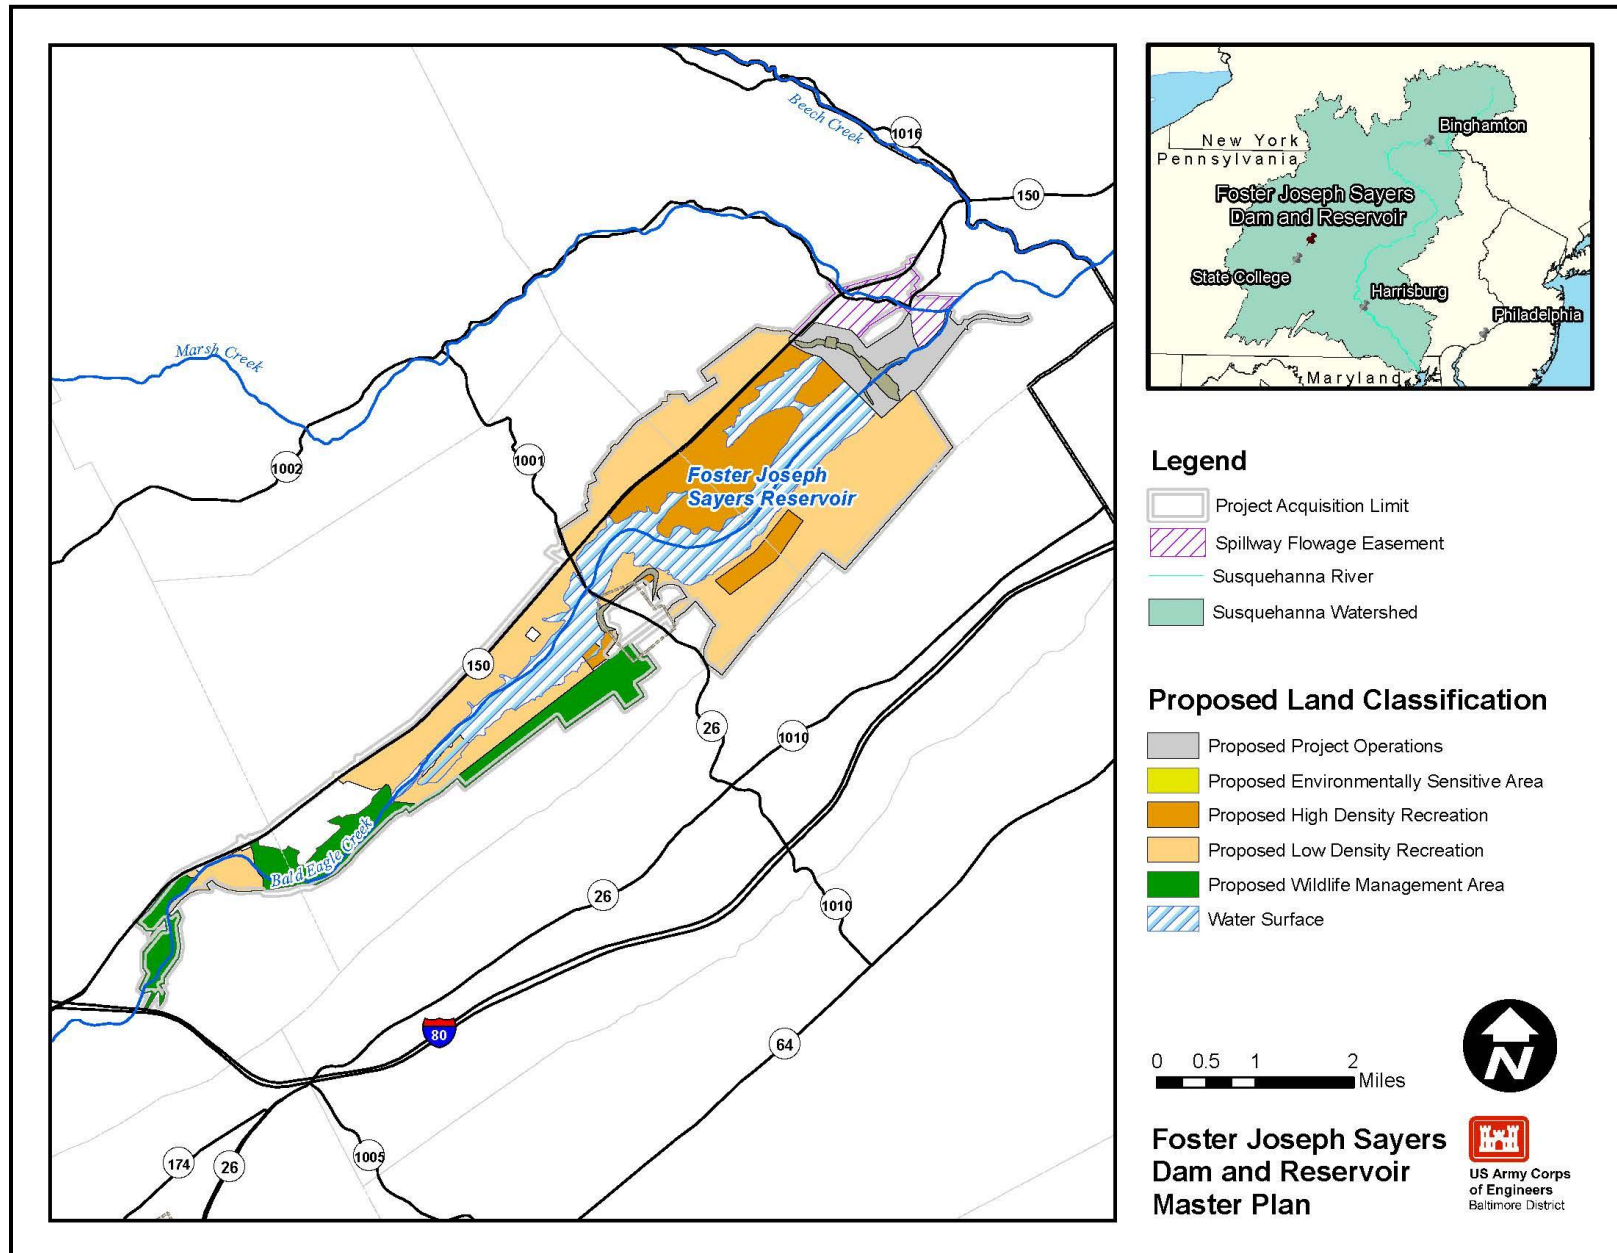 Beech Creek
1016
150
Marsh Creek
1002
1001
Foster Joseph
Sayers Reservoir
150
26
1010
Bald Eagle Creek
26
1010
80
64
174
26
1005
Binghamton
New York
Pennsylvania
Foster Joseph Sayers
Dam and Reservoir
State College
Harrisburg
Philadelphia
Maryland
Legend
Project Acquisition Limit
Spillway Flowage Easement
Susquehanna River
Susquehanna Watershed
Proposed Land Classification
Proposed Project Operations
Proposed Environmentally Sensitive Area
Proposed High Density Recreation
Proposed Low Density Recreation
Proposed Wildlife Management Area
Water Surface
0 0.5 1 2
Miles
N
Foster Joseph Sayers
Dam and Reservoir
Master Plan
US Army Corps
of Engineers
Baltimore District